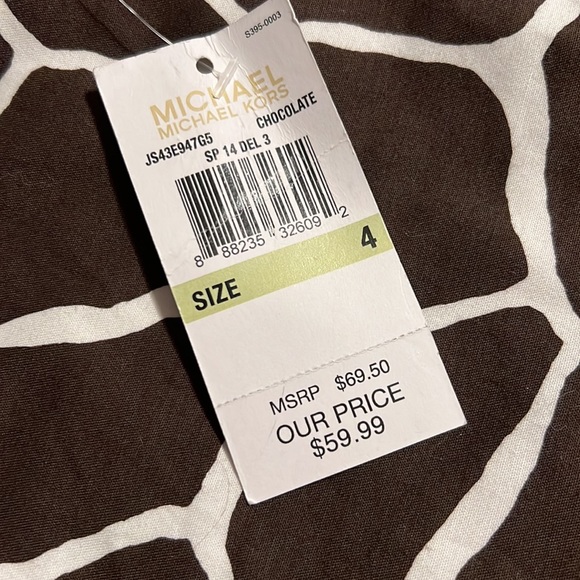 S395-0003
MICHAEL
MICHAEL KORS
JS43E947G5 CHOCOLATE
SP 14 DEL 3
8 88235 32609 2
SIZE 4
MSRP $69.50
OUR PRICE
$59.99